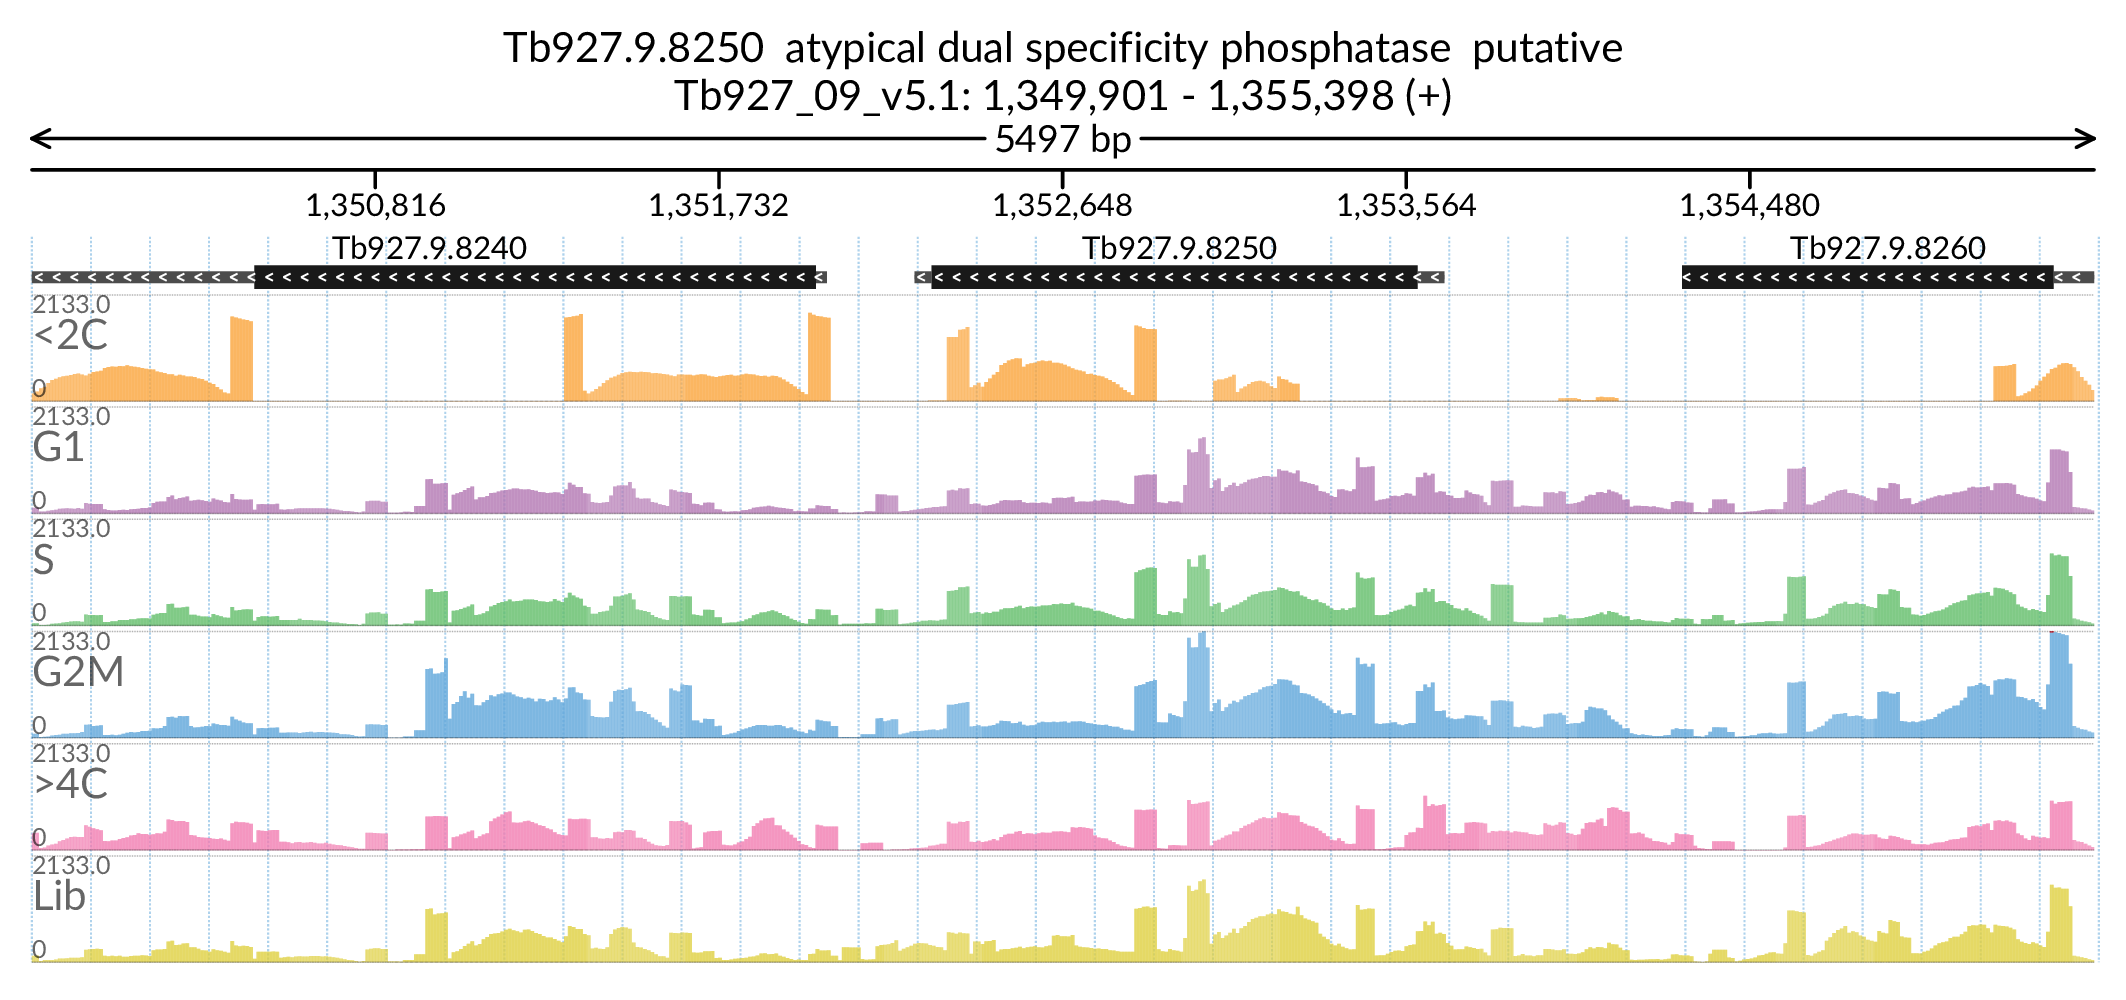 Tb927.9.8250  atypical dual specificity phosphatase  putative
Tb927_09_v5.1: 1,349,901 - 1,355,398 (+)
5497 bp
1,350,816 1,351,732 1,352,648 1,353,564 1,354,480
Tb927.9.8240 Tb927.9.8250 Tb927.9.8260
2133.0
<2C
0
2133.0
G1
0
2133.0
S
0
2133.0
G2M
0
2133.0
>4C
0
2133.0
Lib
0